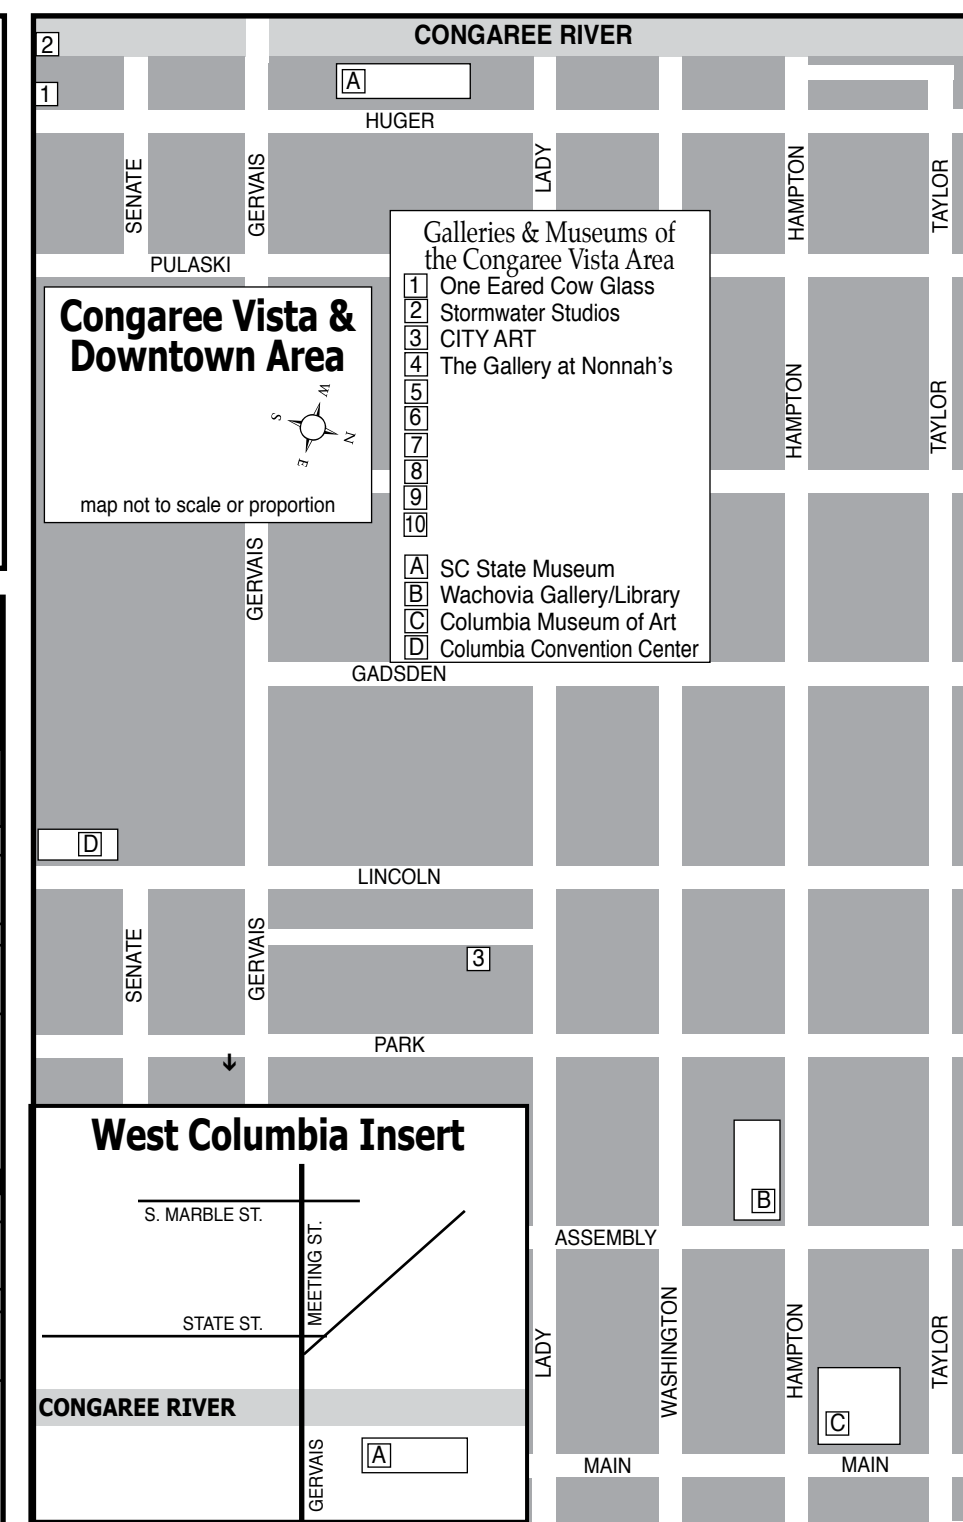 CONGAREE RIVER
2
1
A
HUGER
SENATE
GERVAIS
LADY
HAMPTON
TAYLOR
PULASKI
Galleries & Museums of
the Congaree Vista Area
1 One Eared Cow Glass
2 Stormwater Studios
3 CITY ART
4 The Gallery at Nonnah's
5
6
7
8
9
10
A SC State Museum
B Wachovia Gallery/Library
C Columbia Museum of Art
D Columbia Convention Center
Congaree Vista &
Downtown Area
W
S
N
E
map not to scale or proportion
HAMPTON
TAYLOR
GERVAIS
GADSDEN
D
LINCOLN
SENATE
GERVAIS
3
PARK
West Columbia Insert
S. MARBLE ST.
MEETING ST.
STATE ST.
CONGAREE RIVER
GERVAIS
A
B
ASSEMBLY
LADY
WASHINGTON
HAMPTON
TAYLOR
C
MAIN
MAIN